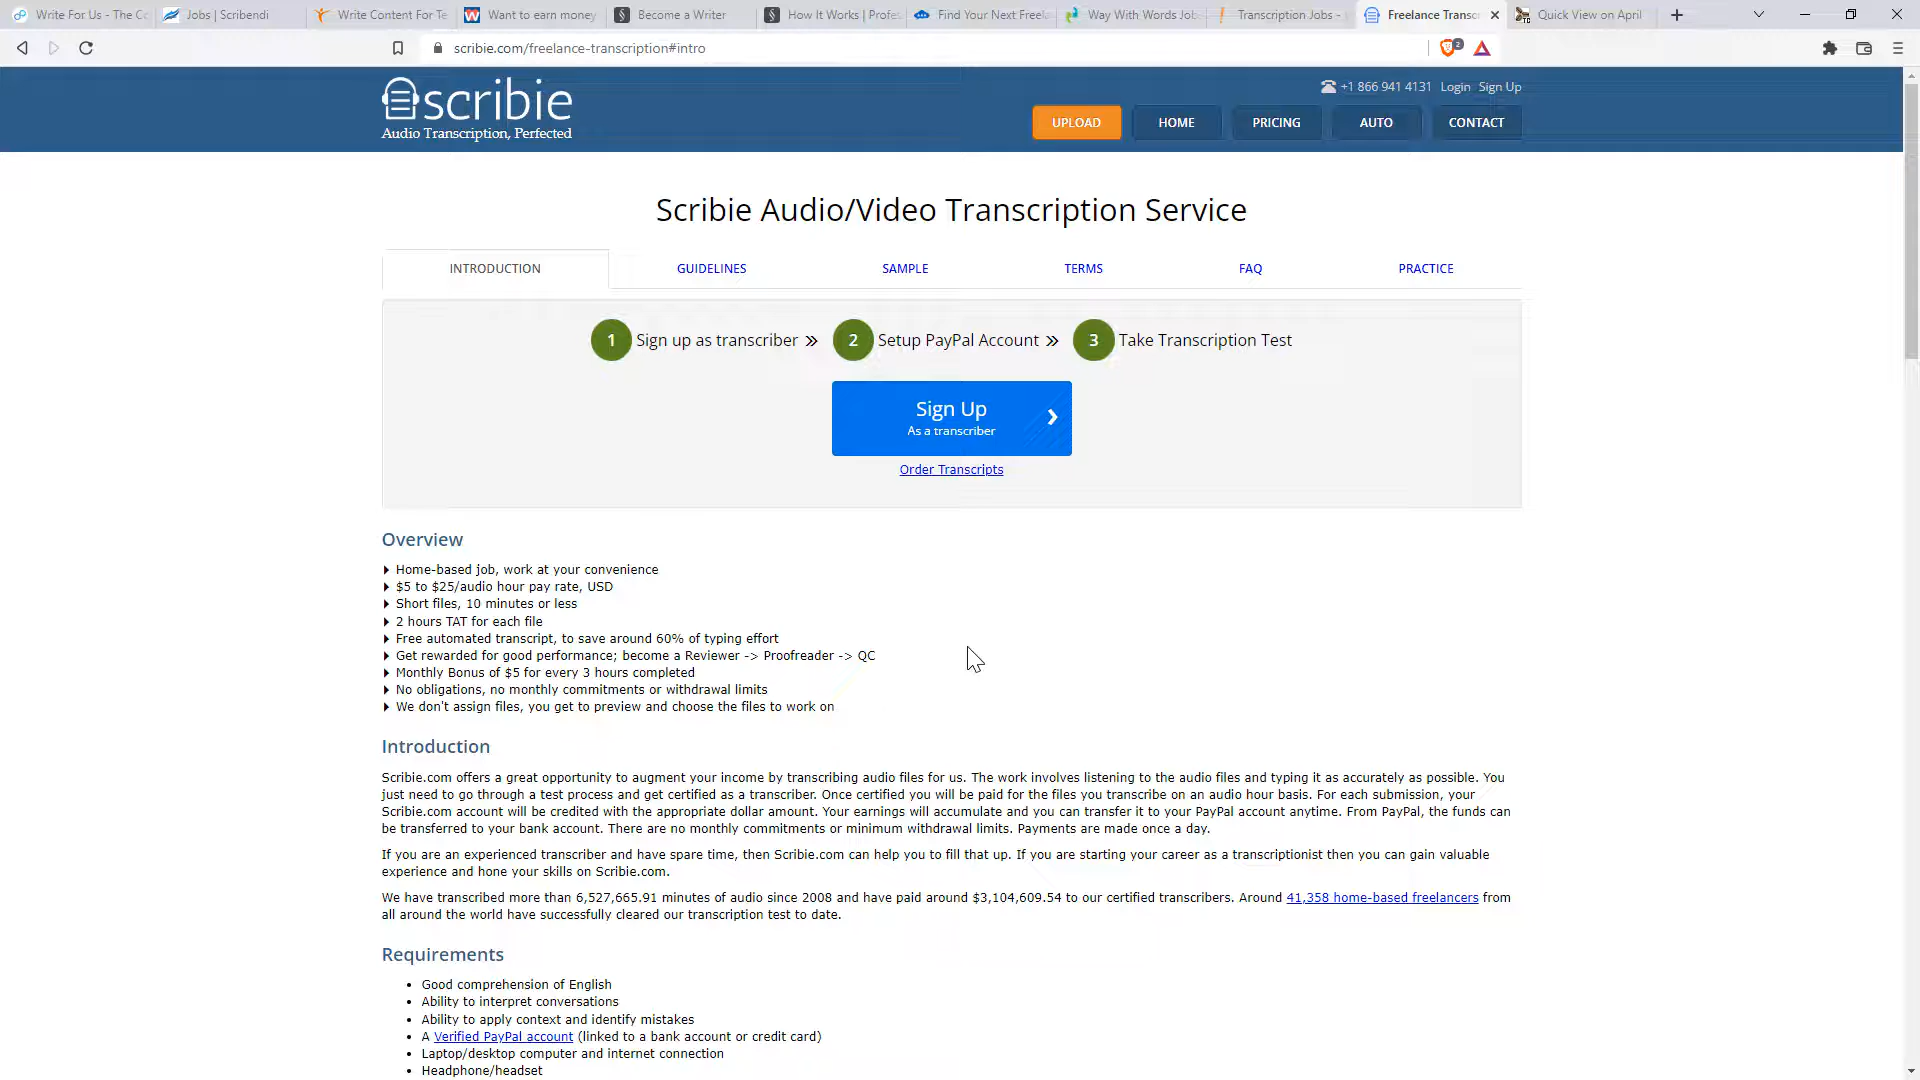 Write For Us - The Co
Jobs | Scribendi
Write Content For Te
Want to earn money
Become a Writer
How It Works | Profes
Find Your Next Freela
Way With Words Job
Transcription Jobs -
Freelance Transc
Quick View on April
scribie.com/freelance-transcription#intro
2
scribie
Audio Transcription, Perfected
+1 866 941 4131 Login Sign Up
UPLOAD HOME PRICING AUTO CONTACT
Scribie Audio/Video Transcription Service
INTRODUCTION GUIDELINES SAMPLE TERMS FAQ PRACTICE
1 Sign up as transcriber » 2 Setup PayPal Account » 3 Take Transcription Test
Sign Up
As a transcriber
Order Transcripts
Overview
Home-based job, work at your convenience
$5 to $25/audio hour pay rate, USD
Short files, 10 minutes or less
2 hours TAT for each file
Free automated transcript, to save around 60% of typing effort
Get rewarded for good performance; become a Reviewer -> Proofreader -> QC
Monthly Bonus of $5 for every 3 hours completed
No obligations, no monthly commitments or withdrawal limits
We don't assign files, you get to preview and choose the files to work on
Introduction
Scribie.com offers a great opportunity to augment your income by transcribing audio files for us. The work involves listening to the audio files and typing it as accurately as possible. You
just need to go through a test process and get certified as a transcriber. Once certified you will be paid for the files you transcribe on an audio hour basis. For each submission, your
Scribie.com account will be credited with the appropriate dollar amount. Your earnings will accumulate and you can transfer it to your PayPal account anytime. From PayPal, the funds can
be transferred to your bank account. There are no monthly commitments or minimum withdrawal limits. Payments are made once a day.
If you are an experienced transcriber and have spare time, then Scribie.com can help you to fill that up. If you are starting your career as a transcriptionist then you can gain valuable
experience and hone your skills on Scribie.com.
We have transcribed more than 6,527,665.91 minutes of audio since 2008 and have paid around $3,104,609.54 to our certified transcribers. Around 41,358 home-based freelancers from
all around the world have successfully cleared our transcription test to date.
Requirements
• Good comprehension of English
• Ability to interpret conversations
• Ability to apply context and identify mistakes
• A Verified PayPal account (linked to a bank account or credit card)
• Laptop/desktop computer and internet connection
• Headphone/headset